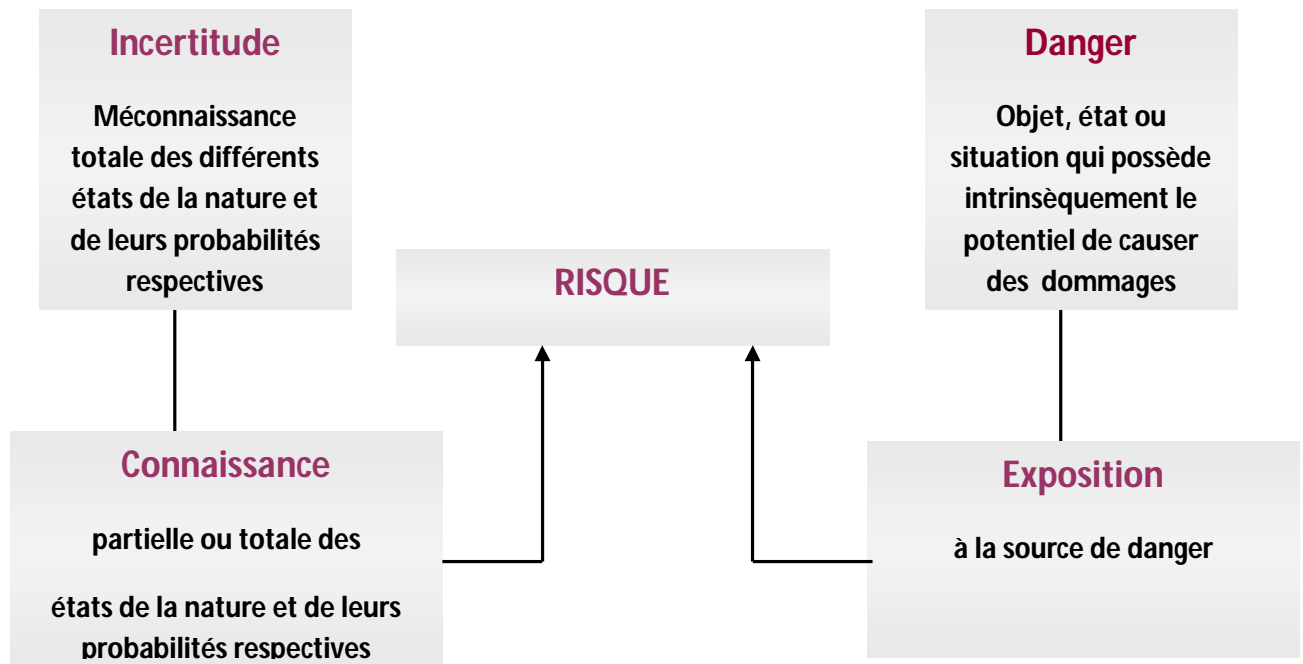 Incertitude
Méconnaissance
totale des différents
états de la nature et
de leurs probabilités
respectives
Danger
Objet, état ou
situation qui possède
intrinsèquement le
potentiel de causer
des dommages
RISQUE
Connaissance
partielle ou totale des
états de la nature et de leurs
probabilités respectives
Exposition
à la source de danger